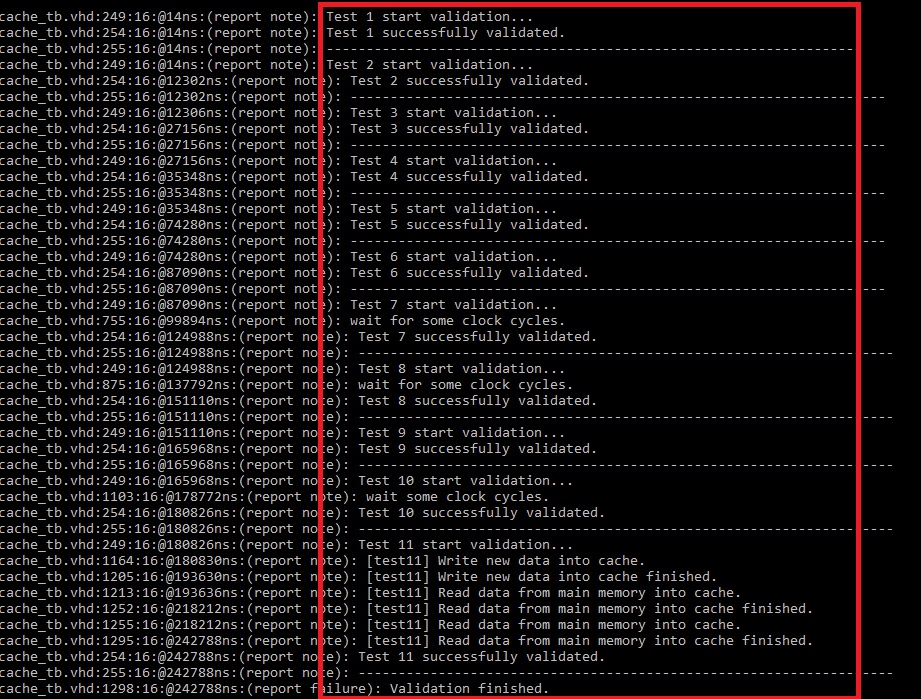 cache_tb.vhd:249:16:@14ns:(report note): Test 1 start validation...
cache_tb.vhd:254:16:@14ns:(report note): Test 1 successfully validated.
cache_tb.vhd:255:16:@14ns:(report note): -------------------------------------------------------------------
cache_tb.vhd:249:16:@14ns:(report note): Test 2 start validation...
cache_tb.vhd:254:16:@12302ns:(report note): Test 2 successfully validated.
cache_tb.vhd:255:16:@12302ns:(report note): -------------------------------------------------------------------
cache_tb.vhd:249:16:@12306ns:(report note): Test 3 start validation...
cache_tb.vhd:254:16:@27156ns:(report note): Test 3 successfully validated.
cache_tb.vhd:255:16:@27156ns:(report note): -------------------------------------------------------------------
cache_tb.vhd:249:16:@27156ns:(report note): Test 4 start validation...
cache_tb.vhd:254:16:@35348ns:(report note): Test 4 successfully validated.
cache_tb.vhd:255:16:@35348ns:(report note): -------------------------------------------------------------------
cache_tb.vhd:249:16:@35348ns:(report note): Test 5 start validation...
cache_tb.vhd:254:16:@74280ns:(report note): Test 5 successfully validated.
cache_tb.vhd:255:16:@74280ns:(report note): -------------------------------------------------------------------
cache_tb.vhd:249:16:@74280ns:(report note): Test 6 start validation...
cache_tb.vhd:254:16:@87090ns:(report note): Test 6 successfully validated.
cache_tb.vhd:255:16:@87090ns:(report note): -------------------------------------------------------------------
cache_tb.vhd:249:16:@87090ns:(report note): Test 7 start validation...
cache_tb.vhd:755:16:@99894ns:(report note): wait for some clock cycles.
cache_tb.vhd:254:16:@124988ns:(report note): Test 7 successfully validated.
cache_tb.vhd:255:16:@124988ns:(report note): -------------------------------------------------------------------
cache_tb.vhd:249:16:@124988ns:(report note): Test 8 start validation...
cache_tb.vhd:875:16:@137792ns:(report note): wait for some clock cycles.
cache_tb.vhd:254:16:@151110ns:(report note): Test 8 successfully validated.
cache_tb.vhd:255:16:@151110ns:(report note): -------------------------------------------------------------------
cache_tb.vhd:249:16:@151110ns:(report note): Test 9 start validation...
cache_tb.vhd:254:16:@165968ns:(report note): Test 9 successfully validated.
cache_tb.vhd:255:16:@165968ns:(report note): -------------------------------------------------------------------
cache_tb.vhd:249:16:@165968ns:(report note): Test 10 start validation...
cache_tb.vhd:1103:16:@178772ns:(report note): wait some clock cycles.
cache_tb.vhd:254:16:@180826ns:(report note): Test 10 successfully validated.
cache_tb.vhd:255:16:@180826ns:(report note): -------------------------------------------------------------------
cache_tb.vhd:249:16:@180826ns:(report note): Test 11 start validation...
cache_tb.vhd:1164:16:@180830ns:(report note): [test11] Write new data into cache.
cache_tb.vhd:1205:16:@193630ns:(report note): [test11] Write new data into cache finished.
cache_tb.vhd:1213:16:@193636ns:(report note): [test11] Read data from main memory into cache.
cache_tb.vhd:1252:16:@218212ns:(report note): [test11] Read data from main memory into cache finished.
cache_tb.vhd:1255:16:@218212ns:(report note): [test11] Read data from main memory into cache.
cache_tb.vhd:1295:16:@242788ns:(report note): [test11] Read data from main memory into cache finished.
cache_tb.vhd:254:16:@242788ns:(report note): Test 11 successfully validated.
cache_tb.vhd:255:16:@242788ns:(report note): -------------------------------------------------------------------
cache_tb.vhd:1298:16:@242788ns:(report failure): Validation finished.